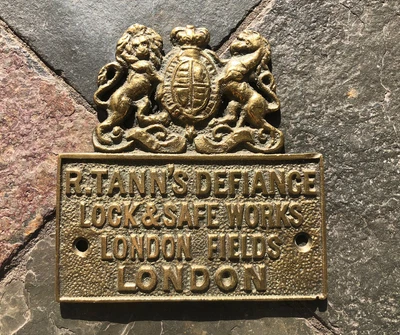 R. TANN'S DEFIANCE
LOCK & SAFE WORKS
LONDON FIELDS
LONDON